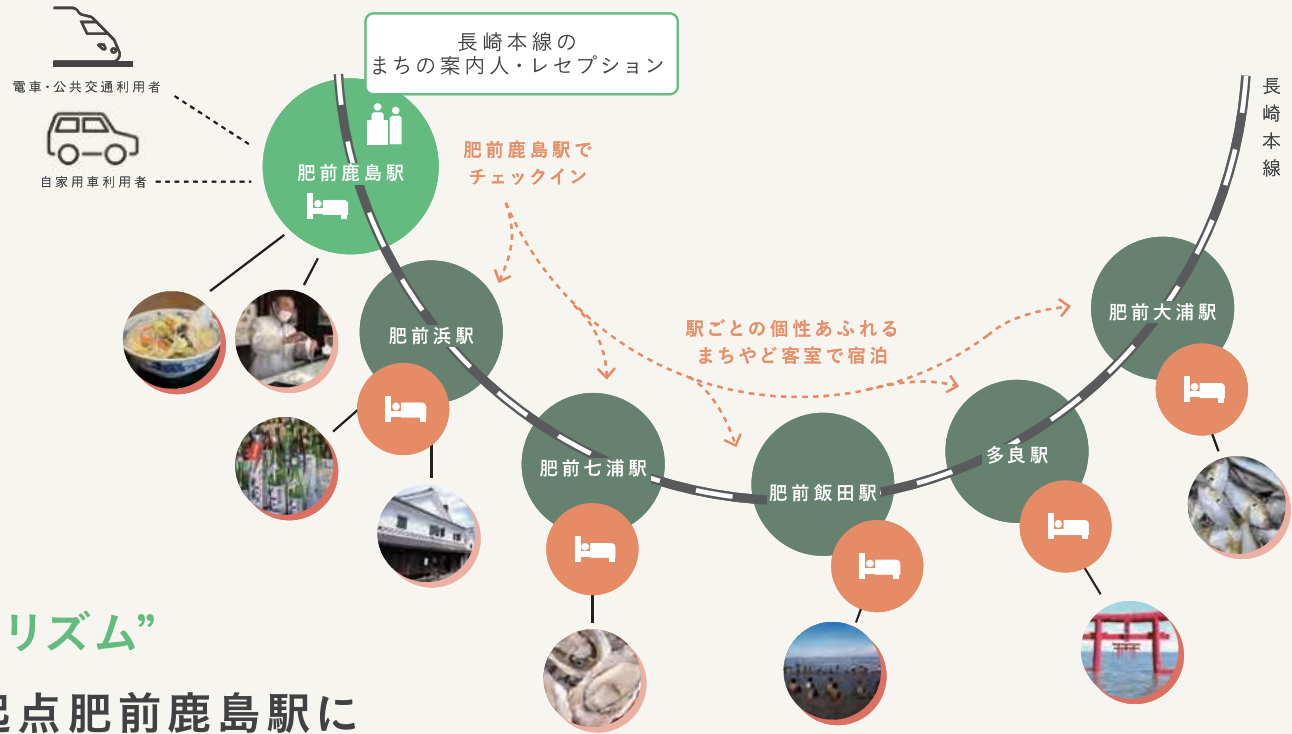 長崎本線の
まちの案内人・レセプション
電車・公共交通利用者
自家用車利用者
肥前鹿島駅
肥前鹿島駅で
チェックイン
長崎本線
肥前浜駅
駅ごとの個性あふれる
まちやど客室で宿泊
肥前大浦駅
肥前七浦駅
肥前飯田駅
多良駅
リズム”
起点肥前鹿島駅に